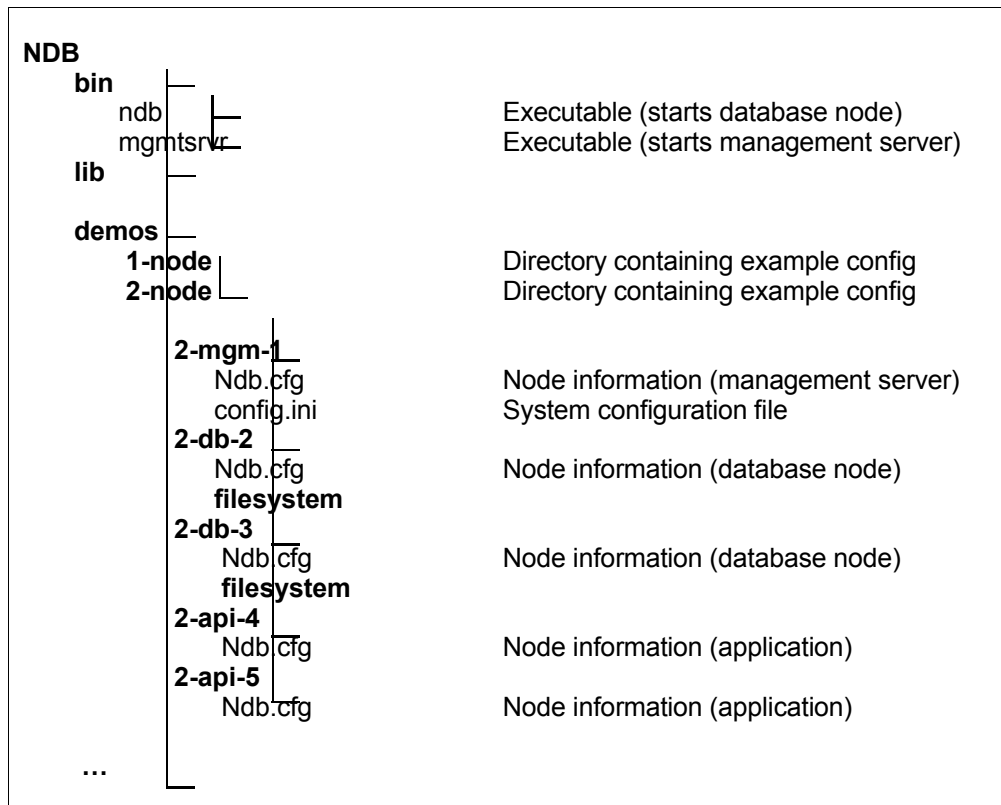 NDB
bin
ndb Executable (starts database node)
mgmtsrvr Executable (starts management server)
lib
demos
1-node Directory containing example config
2-node Directory containing example config
2-mgm-1
Ndb.cfg Node information (management server)
config.ini System configuration file
2-db-2
Ndb.cfg Node information (database node)
filesystem
2-db-3
Ndb.cfg Node information (database node)
filesystem
2-api-4
Ndb.cfg Node information (application)
2-api-5
Ndb.cfg Node information (application)
...